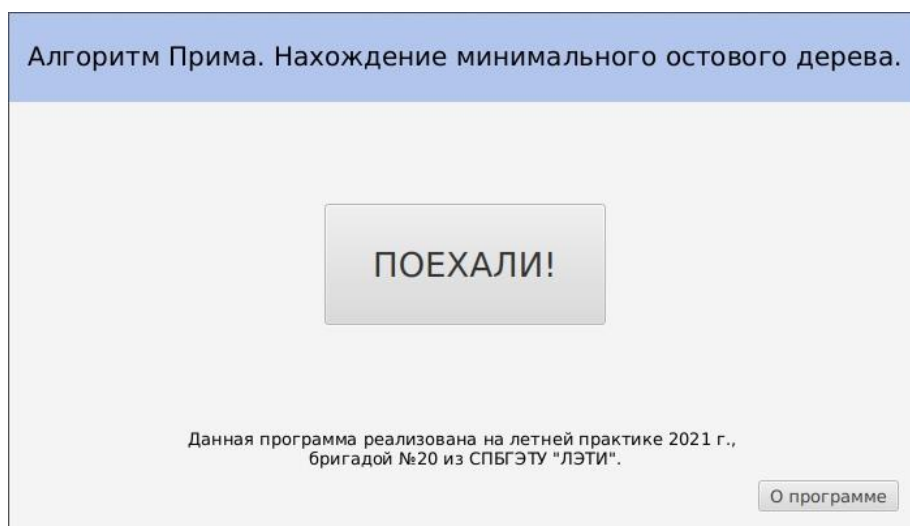 Алгоритм Прима. Нахождение минимального остового дерева.
ПОЕХАЛИ!
Данная программа реализована на летней практике 2021 г.,
бригадой №20 из СПБГЭТУ "ЛЭТИ".
О программе